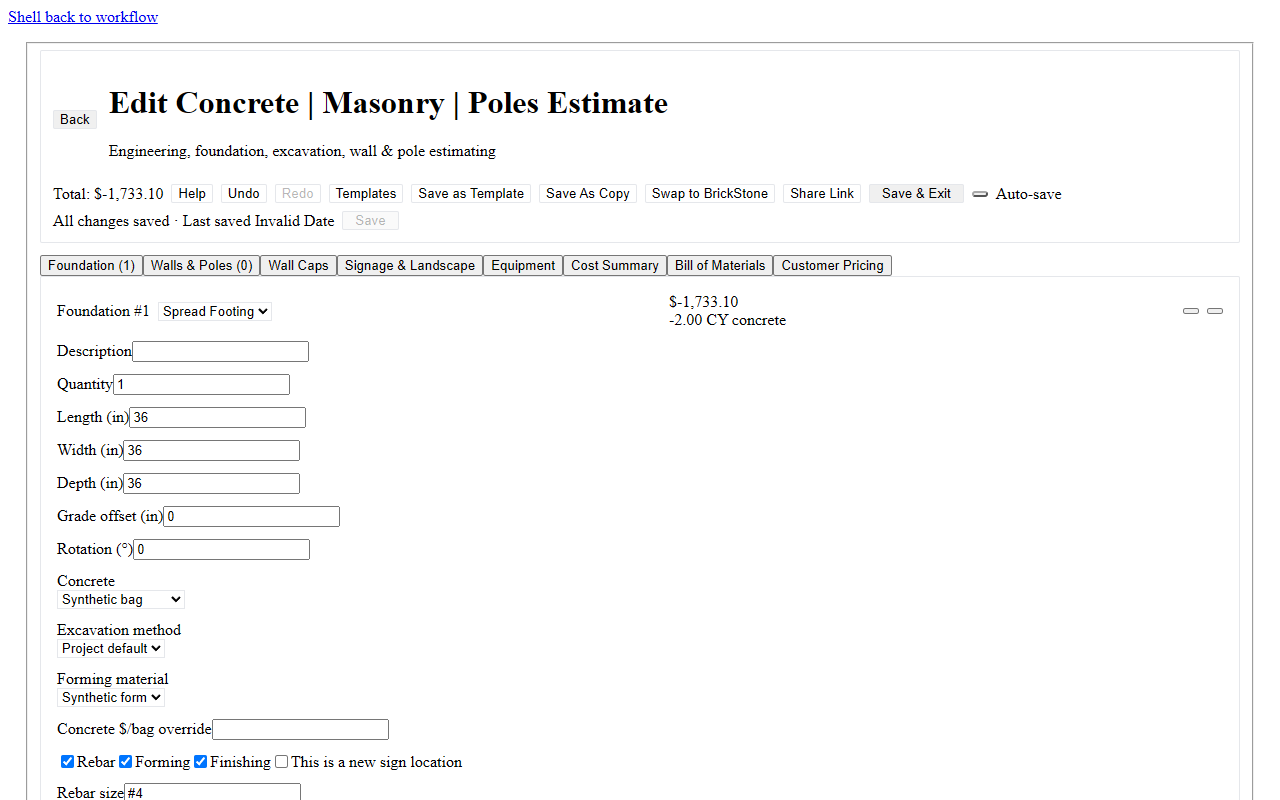 Shell back to workflow
Back
Edit Concrete | Masonry | Poles Estimate
Engineering, foundation, excavation, wall & pole estimating
Total: $-1,733.10 Help Undo Redo Templates Save as Template Save As Copy Swap to BrickStone Share Link Save & Exit Auto-save
All changes saved · Last saved Invalid Date Save
Foundation (1) Walls & Poles (0) Wall Caps Signage & Landscape Equipment Cost Summary Bill of Materials Customer Pricing
Foundation #1 Spread Footing
$-1,733.10
-2.00 CY concrete
Description
Quantity 1
Length (in) 36
Width (in) 36
Depth (in) 36
Grade offset (in) 0
Rotation (°) 0
Concrete
Synthetic bag
Excavation method
Project default
Forming material
Synthetic form
Concrete $/bag override
Rebar Forming Finishing This is a new sign location
Rebar size #4